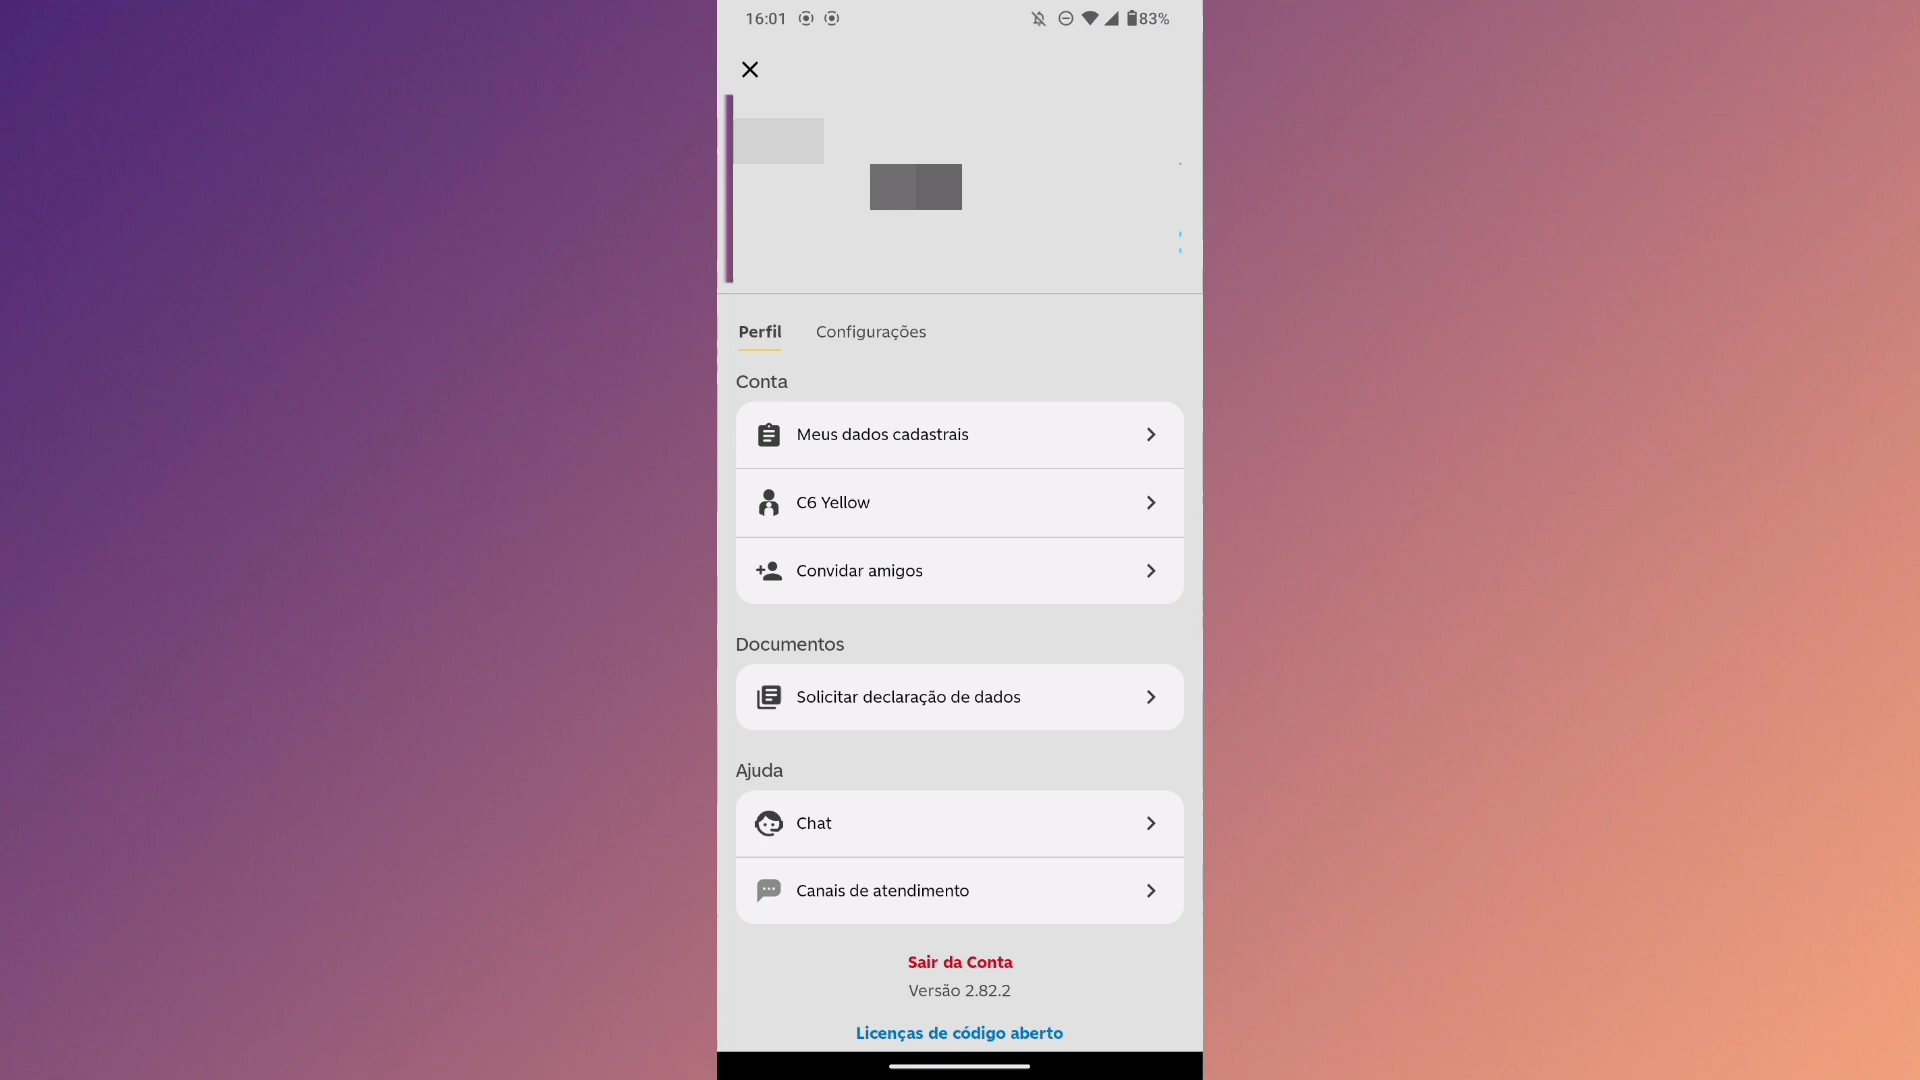 16:01
83%
Perfil
Configurações
Conta
Meus dados cadastrais
C6 Yellow
Convidar amigos
Documentos
Solicitar declaração de dados
Ajuda
Chat
Canais de atendimento
Sair da Conta
Versão 2.82.2
Licenças de código aberto